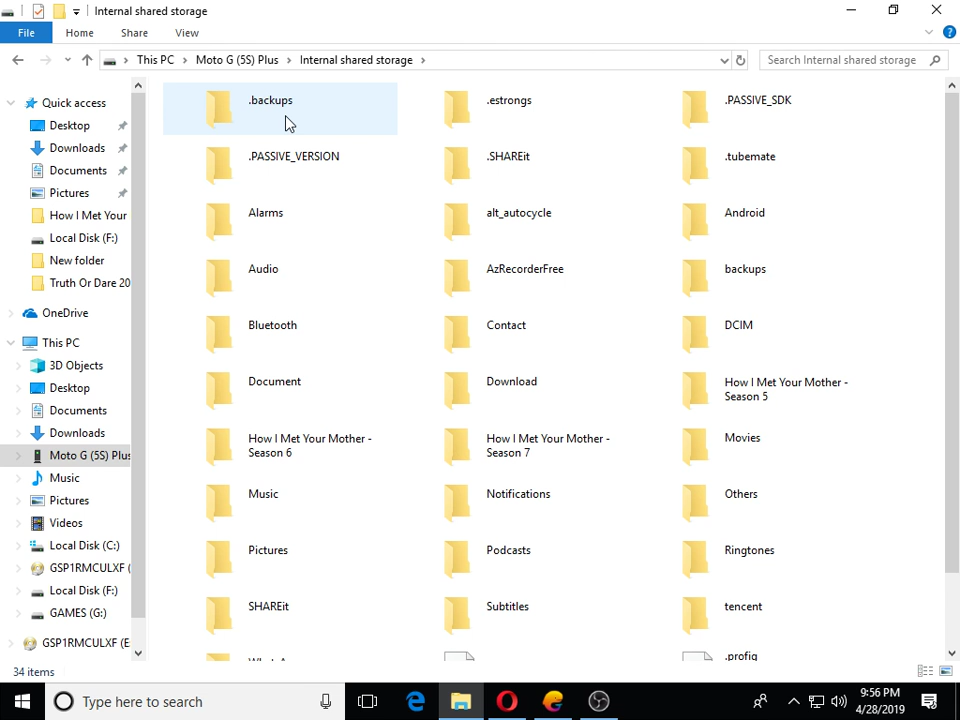 Internal shared storage
File
Home
Share
View
This PC
Moto G (5S) Plus
Internal shared storage
Search Internal shared storage
Quick access
Desktop
Downloads
Documents
Pictures
How I Met Your
Local Disk (F:)
New folder
Truth Or Dare 20
OneDrive
This PC
3D Objects
Desktop
Documents
Downloads
Moto G (5S) Plus
Music
Pictures
Videos
Local Disk (C:)
GSP1RMCULXF (
Local Disk (F:)
GAMES (G:)
GSP1RMCULXF (E
.backups
.estrongs
.PASSIVE_SDK
.PASSIVE_VERSION
.SHAREit
.tubemate
Alarms
alt_autocycle
Android
Audio
AzRecorderFree
backups
Bluetooth
Contact
DCIM
Document
Download
How I Met Your Mother -
Season 5
How I Met Your Mother -
Season 6
How I Met Your Mother -
Season 7
Movies
Music
Notifications
Others
Pictures
Podcasts
Ringtones
SHAREit
Subtitles
tencent
.profig
34 items
Type here to search
9:56 PM
4/28/2019